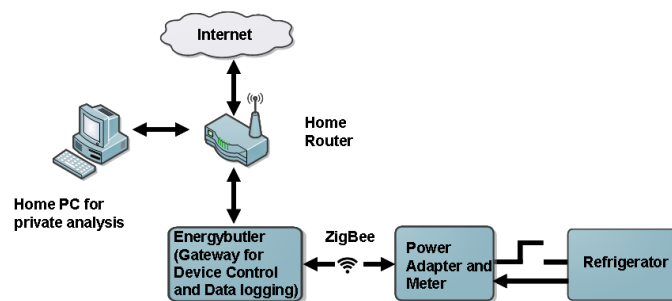 Internet
Home
Router
Home PC for
private analysis
Energybutler
(Gateway for
Device Control
and Data logging)
ZigBee
Power
Adapter and
Meter
Refrigerator